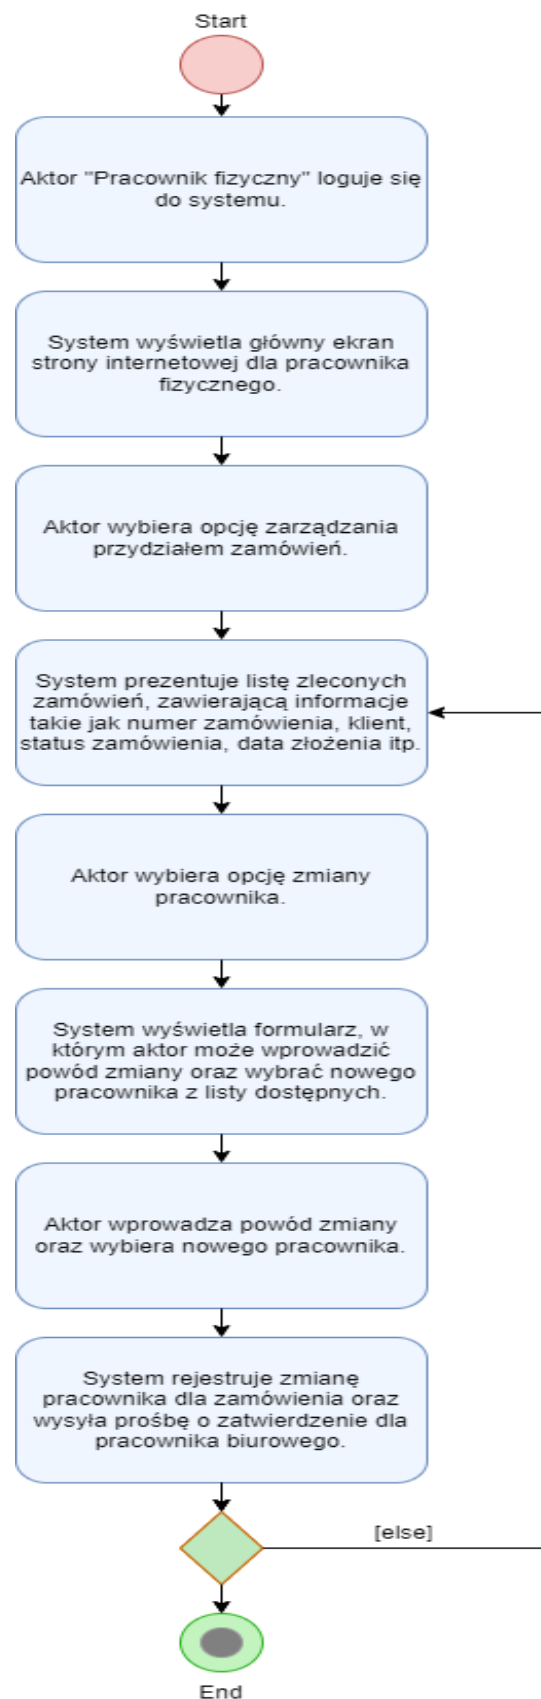 Start
Aktor "Pracownik fizyczny" loguje się
do systemu.
System wyświetla główny ekran
strony internetowej dla pracownika
fizycznego.
Aktor wybiera opcję zarządzania
przydziałem zamówień.
System prezentuje listę zleconych
zamówień, zawierającą informacje
takie jak numer zamówienia, klient,
status zamówienia, data złożenia itp.
Aktor wybiera opcję zmiany
pracownika.
System wyświetla formularz, w
którym aktor może wprowadzić
powód zmiany oraz wybrać nowego
pracownika z listy dostępnych.
Aktor wprowadza powód zmiany
oraz wybiera nowego pracownika.
System rejestruje zmianę
pracownika dla zamówienia oraz
wysyła prośbę o zatwierdzenie dla
pracownika biurowego.
[else]
End